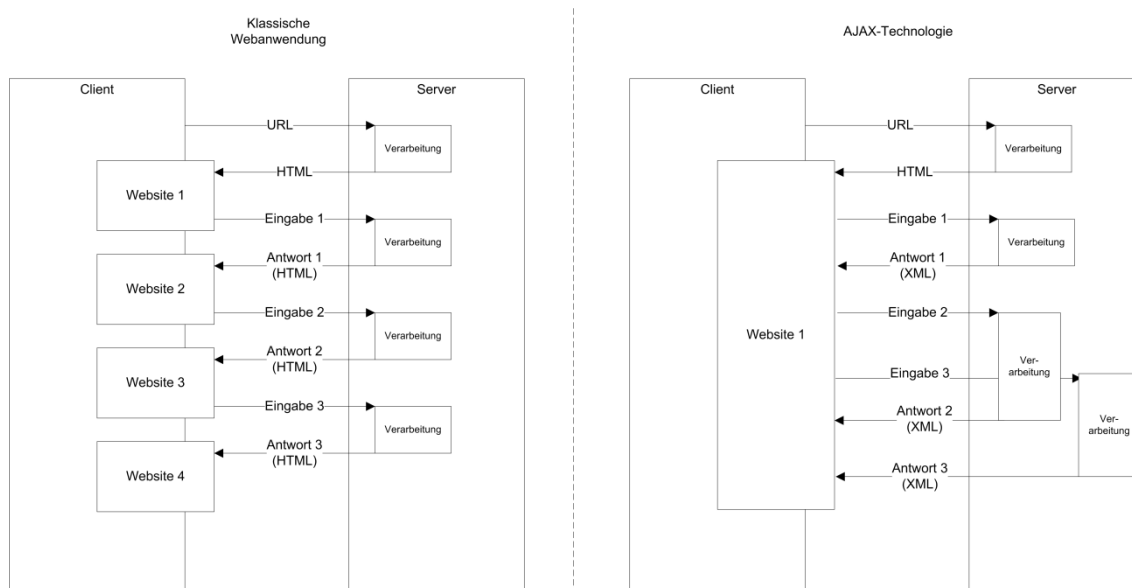 Klassische
Webanwendung
Client
Server
URL
Verarbeitung
HTML
Website 1
Eingabe 1
Verarbeitung
Antwort 1
(HTML)
Website 2
Eingabe 2
Verarbeitung
Antwort 2
(HTML)
Website 3
Eingabe 3
Verarbeitung
Antwort 3
(HTML)
Website 4
AJAX-Technologie
Client
Server
URL
Verarbeitung
HTML
Eingabe 1
Verarbeitung
Antwort 1
(XML)
Eingabe 2
Website 1
Ver-
arbeitung
Eingabe 3
Antwort 2
(XML)
Ver-
arbeitung
Antwort 3
(XML)